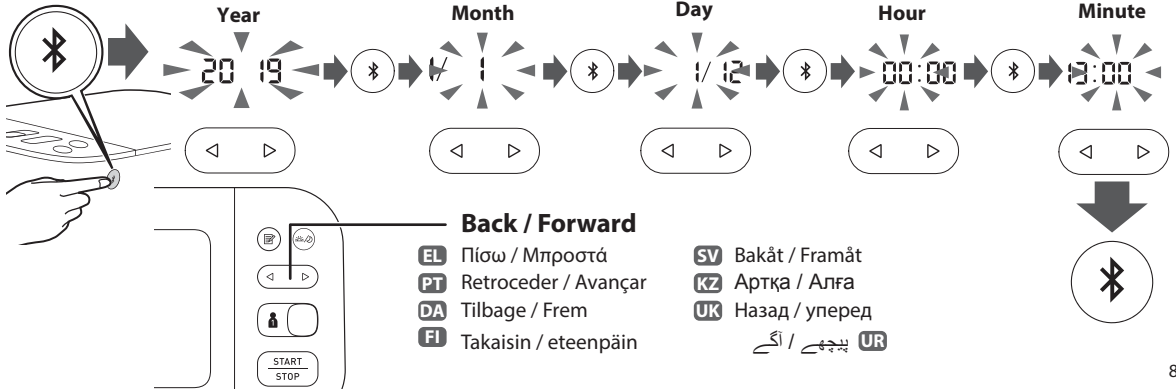 Year Month Day Hour Minute
20 19 1/ 1 1/ 12 00:00 13:00
Back / Forward
EL Πίσω / Μπροστά
PT Retroceder / Avançar
DA Tilbage / Frem
FI Takaisin / eteenpäin
SV Bakåt / Framåt
KZ Артқа / Алға
UK Назад / уперед
UR پیچھے / آگے
START
STOP
8